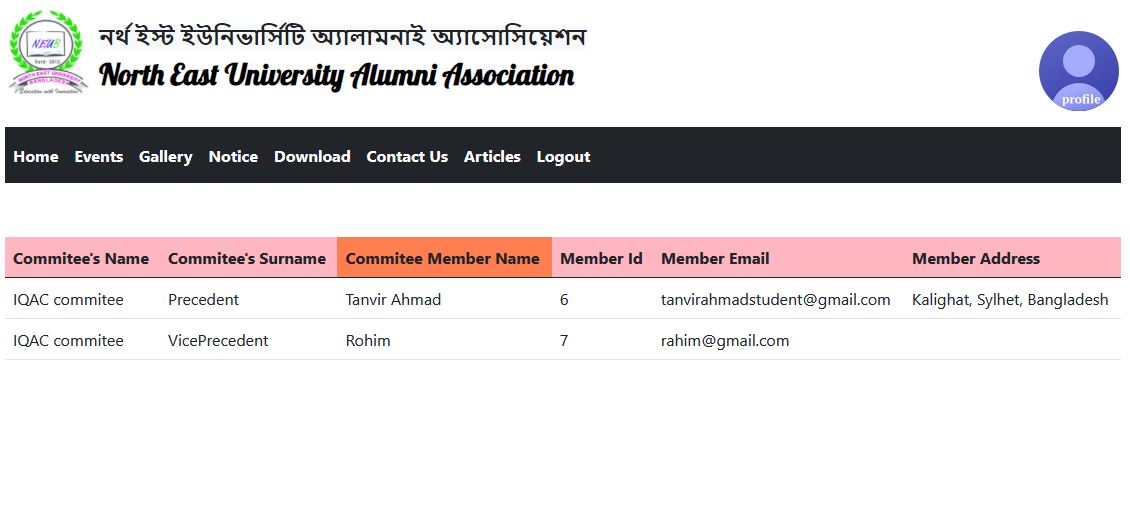 নর্থ ইস্ট ইউনিভার্সিটি অ্যালামনাই অ্যাসোসিয়েশন
North East University Alumni Association
NEUB
Estd: 2012
NORTH EAST UNIVERSITY
BANGLADESH
Education with Innovation
profile
Home Events Gallery Notice Download Contact Us Articles Logout
Commitee's Name Commitee's Surname Commitee Member Name Member Id Member Email Member Address
IQAC commitee Precedent Tanvir Ahmad 6 tanvirahmadstudent@gmail.com Kalighat, Sylhet, Bangladesh
IQAC commitee VicePrecedent Rohim 7 rahim@gmail.com